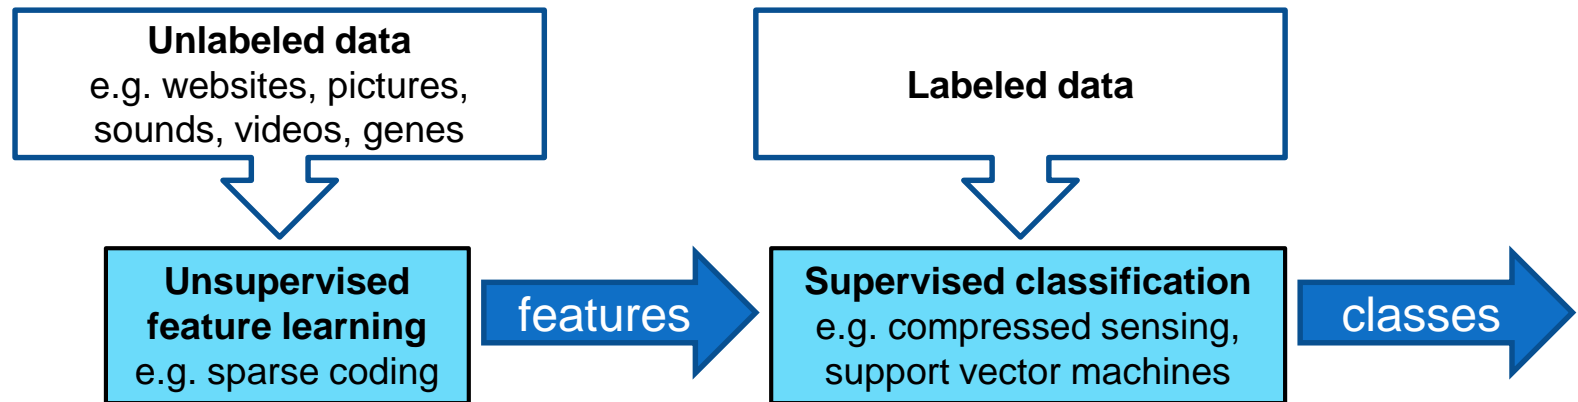 Unlabeled data
e.g. websites, pictures,
sounds, videos, genes
Labeled data
Unsupervised
feature learning
e.g. sparse coding
features
Supervised classification
e.g. compressed sensing,
support vector machines
classes